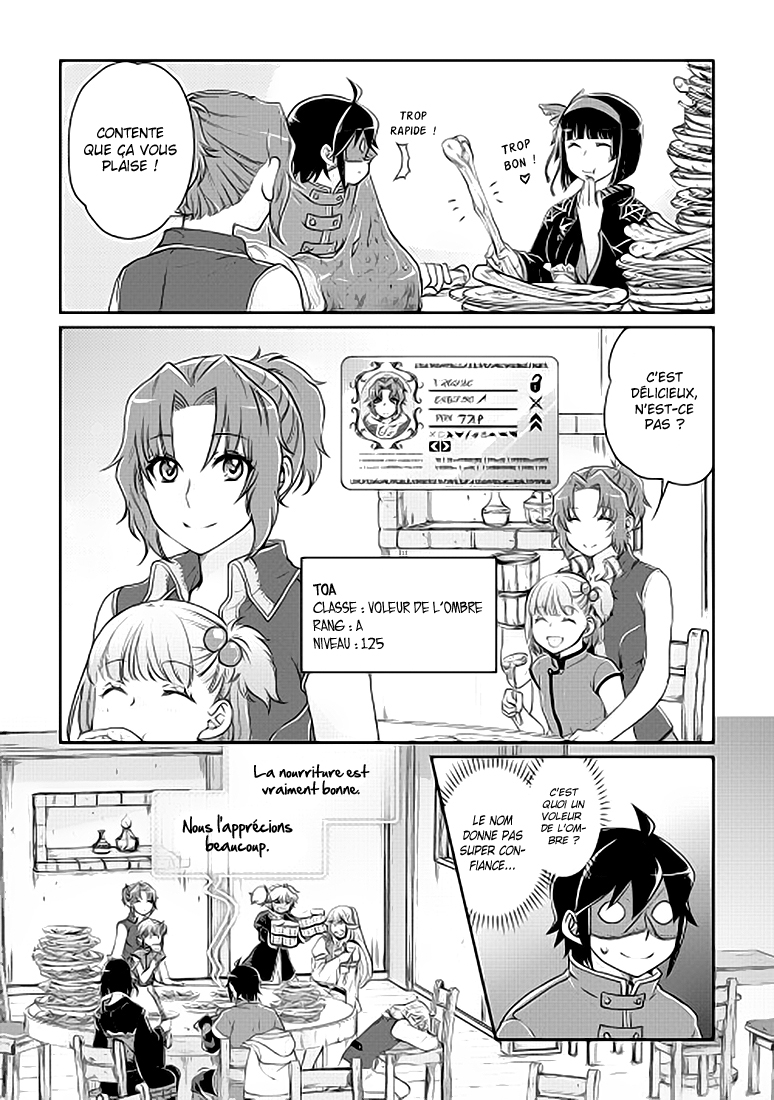 CONTENTE
QUE ÇA VOUS
PLAISE !
TROP
RAPIDE !
TROP
BON !
C'EST
DÉLICIEUX,
N'EST-CE
PAS ?
TOA
CLASSE : VOLEUR DE L'OMBRE
RANG : A
NIVEAU : 125
La nourriture est
vraiment bonne.
Nous l'apprécions
beaucoup.
C'EST
QUOI UN
VOLEUR
DE L'OM-
BRE ?
LE NOM
DONNE PAS
SUPER CON-
FIANCE...